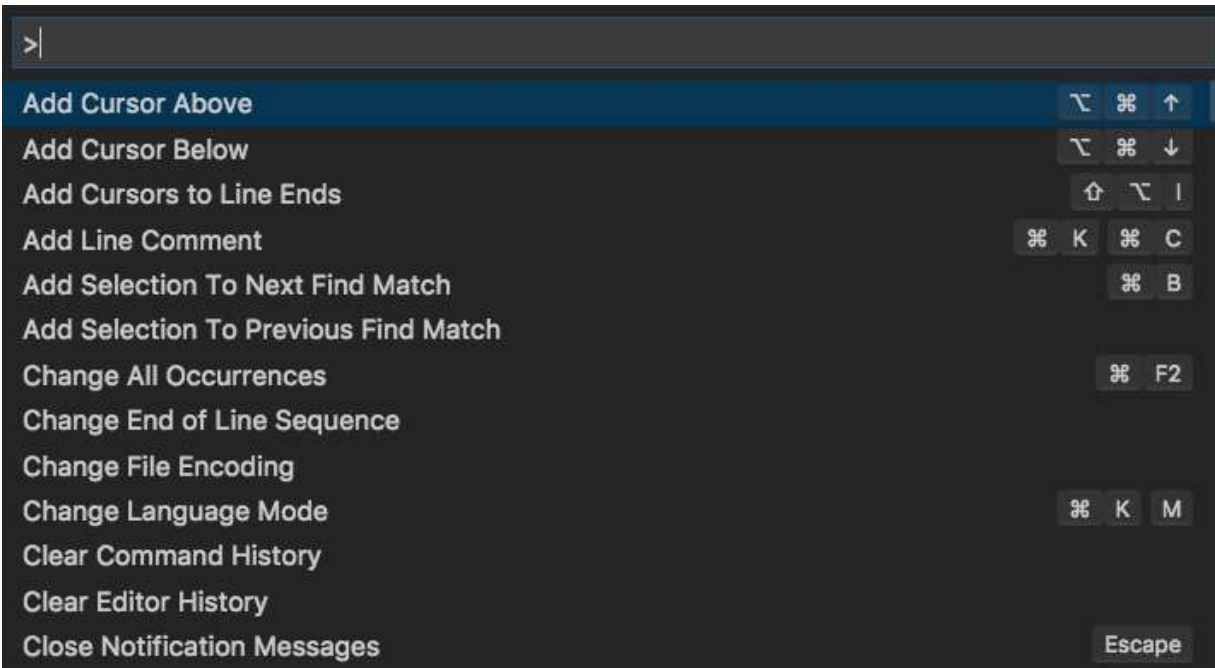 >
Add Cursor Above ⌥ ⌘ ↑
Add Cursor Below ⌥ ⌘ ↓
Add Cursors to Line Ends ⇧ ⌥ I
Add Line Comment ⌘ K ⌘ C
Add Selection To Next Find Match ⌘ B
Add Selection To Previous Find Match
Change All Occurrences ⌘ F2
Change End of Line Sequence
Change File Encoding
Change Language Mode ⌘ K M
Clear Command History
Clear Editor History
Close Notification Messages Escape